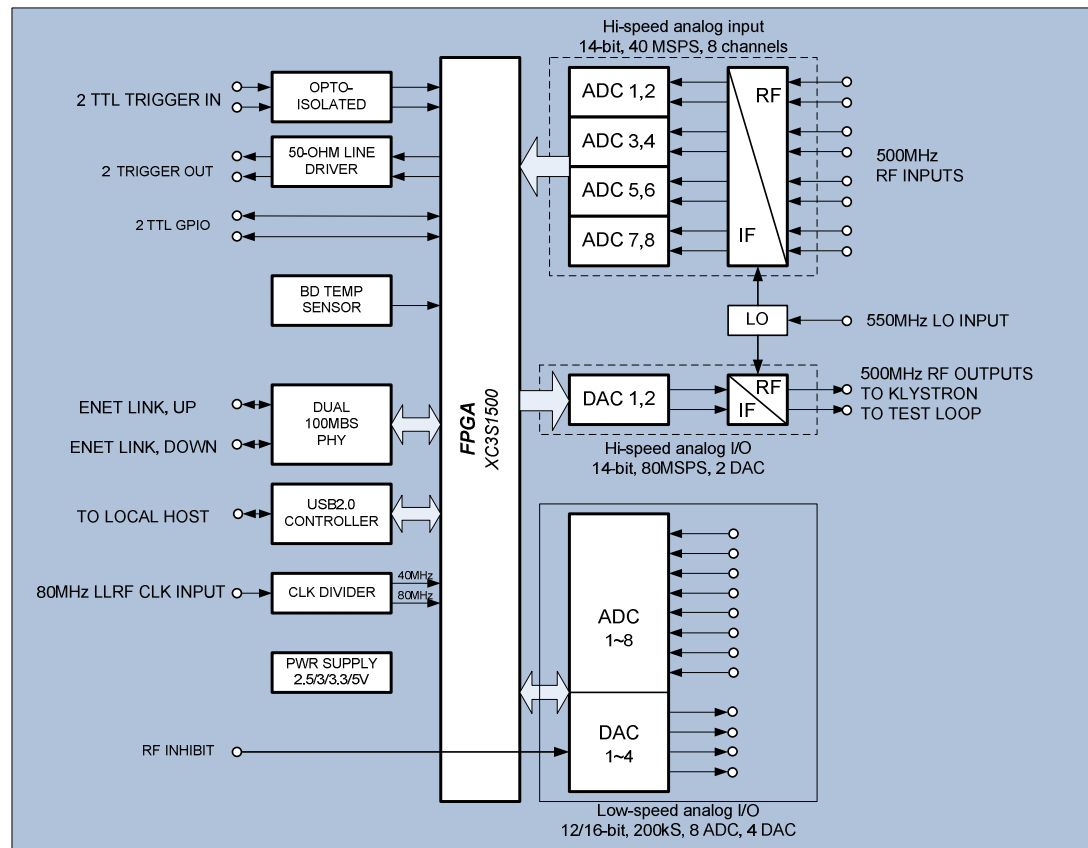 Hi-speed analog input
14-bit, 40 MSPS, 8 channels
2 TTL TRIGGER IN
OPTO-
ISOLATED
2 TRIGGER OUT
50-OHM LINE
DRIVER
2 TTL GPIO
BD TEMP
SENSOR
ENET LINK, UP
ENET LINK, DOWN
DUAL
100MBS
PHY
TO LOCAL HOST
USB2.0
CONTROLLER
80MHz LLRF CLK INPUT
CLK DIVIDER
40MHz
80MHz
PWR SUPPLY
2.5/3/3.3/5V
RF INHIBIT
FPGA
XC3S1500
ADC 1,2
ADC 3,4
ADC 5,6
ADC 7,8
RF
IF
500MHz
RF INPUTS
LO
550MHz LO INPUT
DAC 1,2
RF
IF
500MHz RF OUTPUTS
TO KLYSTRON
TO TEST LOOP
Hi-speed analog I/O
14-bit, 80MSPS, 2 DAC
ADC
1~8
DAC
1~4
Low-speed analog I/O
12/16-bit, 200kS, 8 ADC, 4 DAC